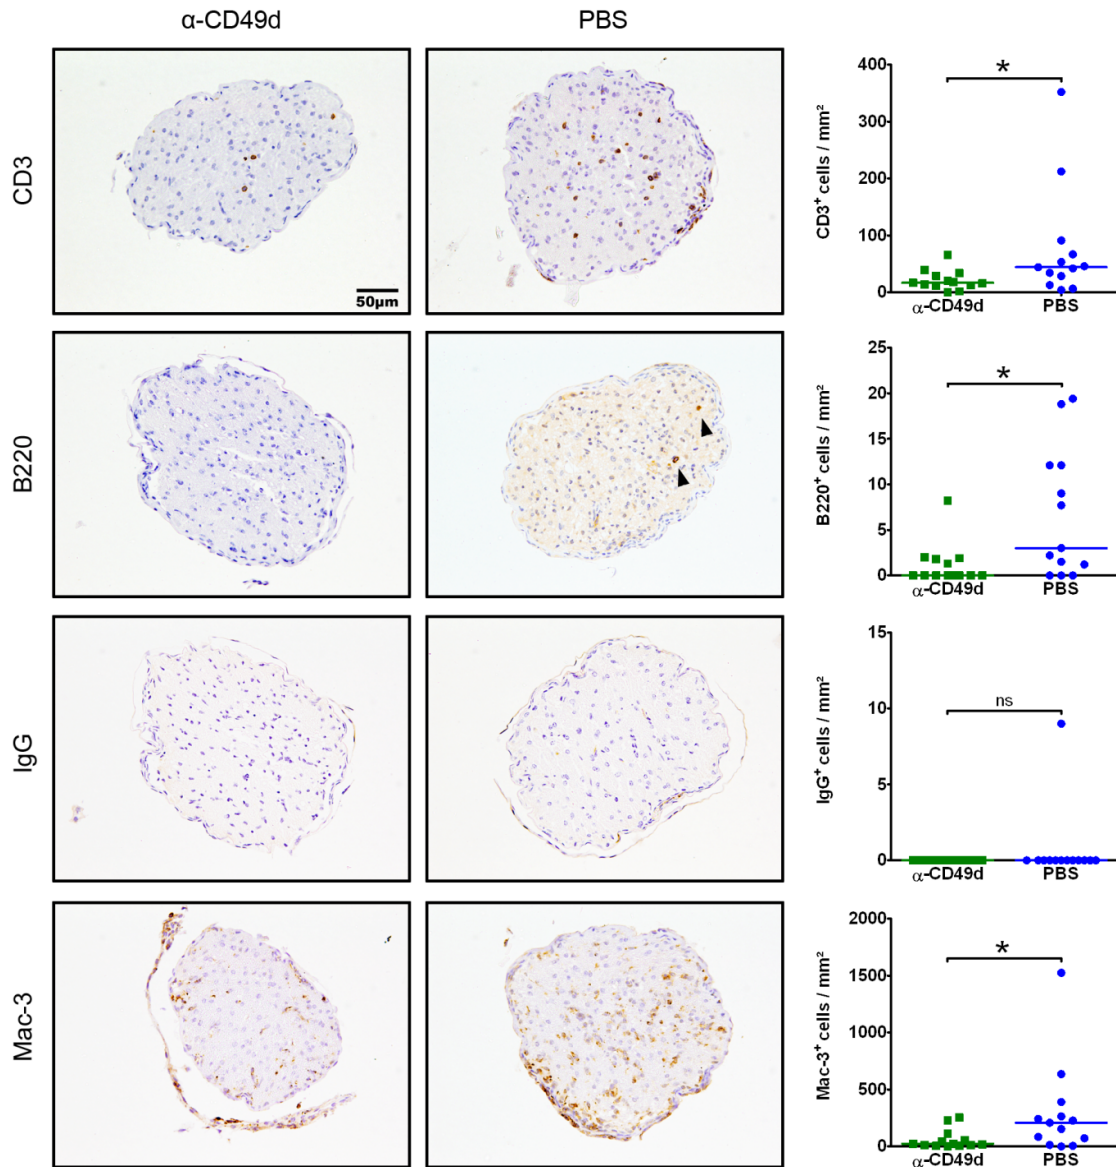 α-CD49d
PBS
CD3
50μm
CD3⁺ cells / mm²
400
300
200
100
0
*
α-CD49d
PBS
B220
B220⁺ cells / mm²
25
20
15
10
5
0
*
α-CD49d
PBS
IgG
IgG⁺ cells / mm²
15
10
5
0
ns
α-CD49d
PBS
Mac-3
Mac-3⁺ cells / mm²
2000
1500
1000
500
0
*
α-CD49d
PBS